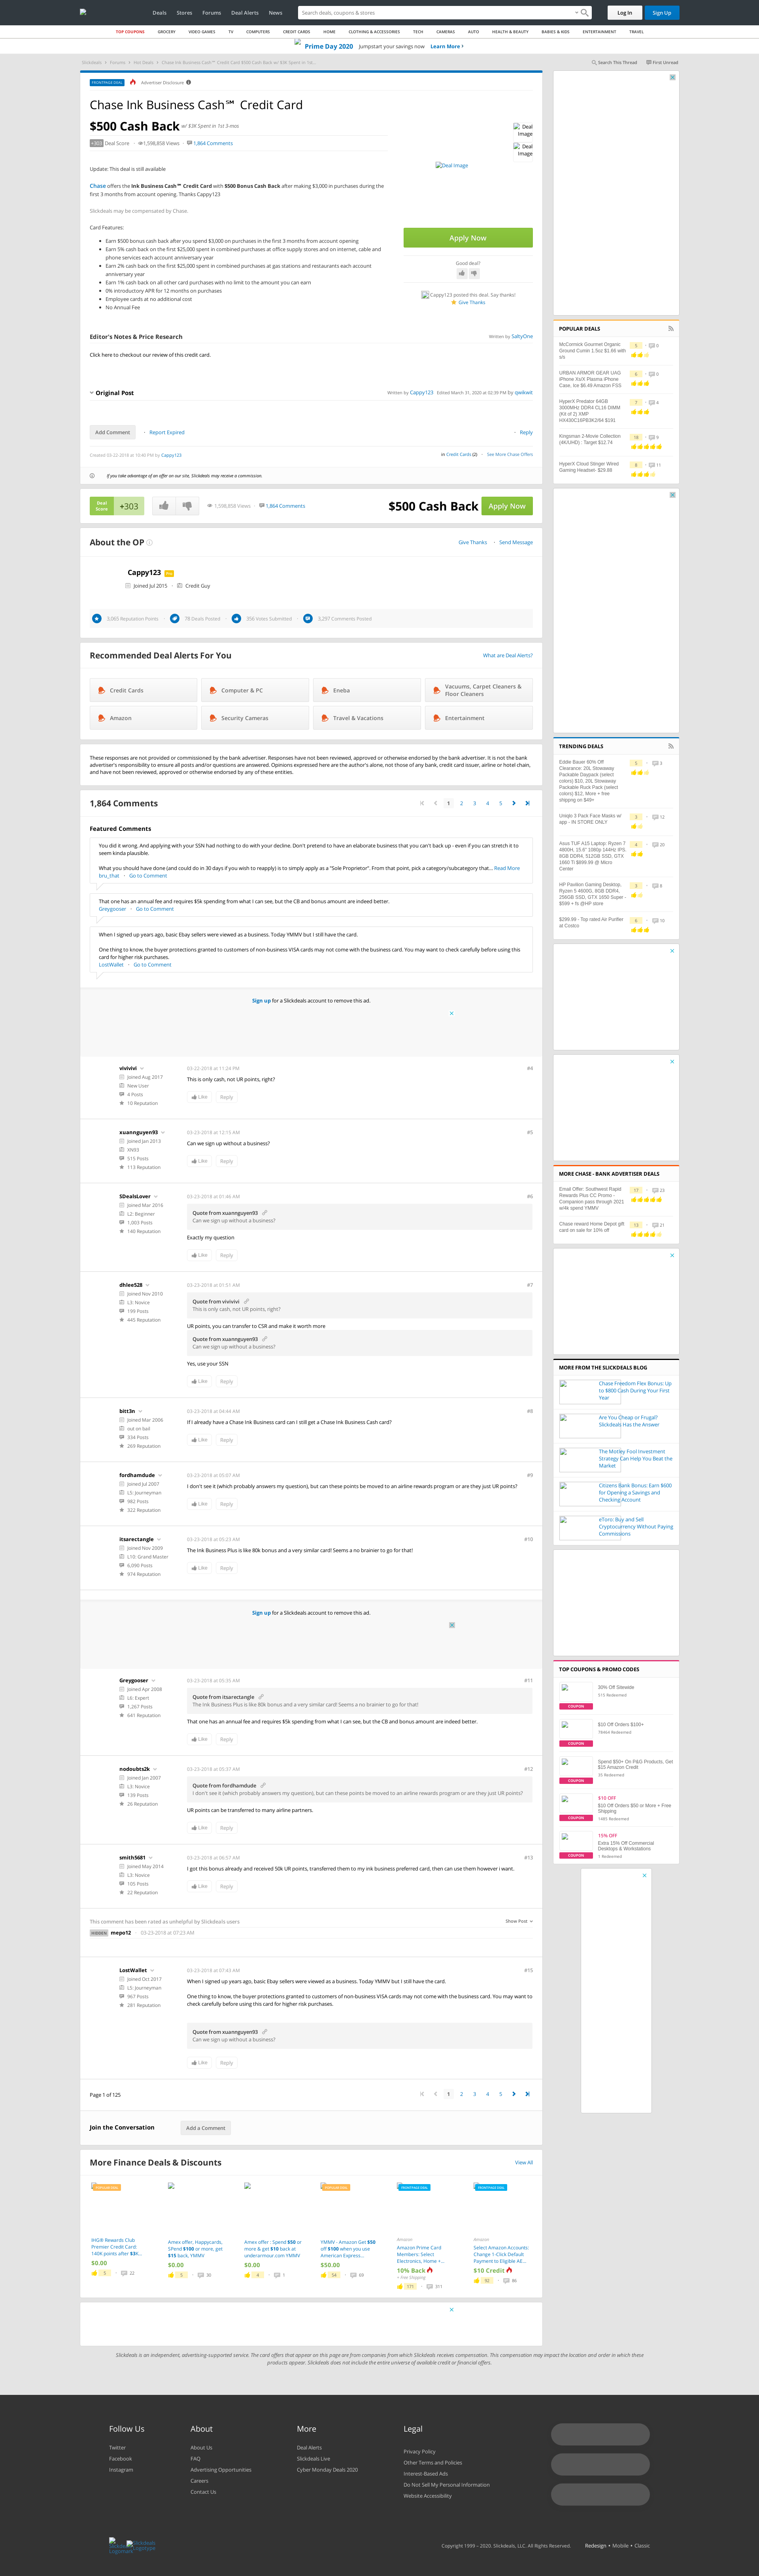 Deals
Stores
Forums
Deal Alerts
News
Search Deals, coupons & stores
Log In
Sign Up
TOP COUPONS
GROCERY
VIDEO GAMES
TV
COMPUTERS
CREDIT CARDS
HOME
CLOTHING & ACCESSORIES
TECH
CAMERAS
AUTO
HEALTH & BEAUTY
BABIES & KIDS
ENTERTAINMENT
TRAVEL
Prime Day 2020 Jumpstart your savings now Learn More
Slickdeals Forums Hot Deals Chase Ink Business Cash℠ Credit Card $500 Cash Back w/ $3K Spend in 1st...
Search This Thread
First Unread
FRONTPAGE DEAL
Advertiser Disclosure
Chase Ink Business Cash℠ Credit Card
$500 Cash Back w/ $3K Spend in 1st 3-mos
+303 Deal Score 1,598,858 Views 1,864 Comments
Deal Image
Deal Image
Deal Image
Update: This deal is still available
Chase offers the Ink Business Cash℠ Credit Card with $500 Bonus Cash Back after making $3,000 in purchases during the first 3 months from account opening. Thanks Cappy123
Slickdeals may be compensated by Chase.
Card Features:
Earn $500 bonus cash back after you spend $3,000 on purchases in the first 3 months from account opening
Earn 5% cash back on the first $25,000 spent in combined purchases at office supply stores and on internet, cable and phone services each account anniversary year
Earn 2% cash back on the first $25,000 spent in combined purchases at gas stations and restaurants each account anniversary year
Earn 1% cash back on all other card purchases with no limit to the amount you can earn
0% introductory APR for 12 months on purchases
Employee cards at no additional cost
No Annual Fee
Apply Now
Good deal?
Cappy123 posted this deal. Say thanks!
Give Thanks
Editor's Notes & Price Research
Written by SaltyOne
Click here to checkout our review of this credit card.
Original Post
Written by Cappy123 Edited March 31, 2020 at 02:39 PM by qwikwit
Add Comment
Report Expired
Reply
Created 03-22-2018 at 10:40 PM by Cappy123
in Credit Cards (2) See More Chase Offers
If you take advantage of an offer on our site, Slickdeals may receive a commission.
Deal Score +303
1,598,858 Views 1,864 Comments
$500 Cash Back Apply Now
About the OP
Give Thanks Send Message
Cappy123
Joined Jul 2015 Credit Guy
3,083 Reputation Points
78 Deals Posted
356 Votes Submitted
3,297 Comments Posted
Recommended Deal Alerts For You
What are Deal Alerts?
Credit Cards
Computer & PC
Eneba
Vacuums, Carpet Cleaners & Floor Cleaners
Amazon
Security Cameras
Travel & Vacations
Entertainment
These responses are not provided or commissioned by the bank advertiser. Responses have not been reviewed, approved or otherwise endorsed by the bank advertiser. It is not the bank advertiser's responsibility to ensure all posts and/or questions are answered. Opinions expressed here are the author's alone, not those of any bank, credit card issuer, airline or hotel chain, and have not been reviewed, approved or otherwise endorsed by any of these entities.
1,864 Comments
1 2 3 4 5
Featured Comments
You did it wrong. And applying with your SSN had nothing to do with your decline. Don't pretend to have an LLC or an elaborate business that you can't back up - even if you can stretch it to seem kinda plausible.
What you should have done (and could do in 30 days if you wish to reapply) is to simply apply as a "Sole Propretor". From that point, pick a category/subcategory that... Read More
bru_that Go to Comment
That one has an annual fee and requires $5k spending from what I can see, but the CB and bonus amount are indeed better.
Greygooser Go to Comment
When I signed up years ago, basic Ebay sellers were viewed as a business. Today YMMV but I still have the card.
One thing to know, the buyer protections granted to customers of non-business VISA cards may not come with the business card. You may want to check carefully before using this card for higher risk purchases.
LostWallet Go to Comment
Sign up for a Slickdeals account to remove this ad.
vivivivi
Joined Aug 2017
New User
4 Posts
10 Reputation
03-22-2018 at 11:24 PM
#4
This is only cash, not UR points, right?
Like Reply
xuannguyen93
Joined Jan 2013
XN93
515 Posts
113 Reputation
03-23-2018 at 12:19 AM
#5
Can we sign up without a business?
Like Reply
SDealsLover
Joined Mar 2016
L2: Beginner
1,003 Posts
140 Reputation
03-23-2018 at 01:46 AM
#6
Quote from xuannguyen93
Can we sign up without a business?
Exactly my question
Like Reply
dhlee528
Joined Nov 2010
L3: Novice
199 Posts
445 Reputation
03-23-2018 at 01:51 AM
#7
Quote from vivivivi
This is only cash, not UR points, right?
UR points, you can transfer to CSR and make it worth more
Quote from xuannguyen93
Can we sign up without a business?
Yes, use your SSN
Like Reply
bitt3n
Joined Mar 2006
out on bail
334 Posts
269 Reputation
03-23-2018 at 04:44 AM
#8
If I already have a Chase Ink Business card can I still get a Chase Ink Business Cash card?
Like Reply
fordhamdude
Joined Jul 2007
L5: Journeyman
982 Posts
322 Reputation
03-23-2018 at 05:07 AM
#9
I don't see it (which probably answers my question), but can these points be moved to an airline rewards program or are they just UR points?
Like Reply
itsarectangle
Joined Nov 2009
L10: Grand Master
6,090 Posts
974 Reputation
03-23-2018 at 05:23 AM
#10
The Ink Business Plus is like 80k bonus and a very similar card! Seems a no brainier to go for that!
Like Reply
Sign up for a Slickdeals account to remove this ad.
Greygooser
Joined Apr 2008
L6: Expert
1,267 Posts
641 Reputation
03-23-2018 at 05:35 AM
#11
Quote from itsarectangle
The Ink Business Plus is like 80k bonus and a very similar card! Seems a no brainier to go for that!
That one has an annual fee and requires $5k spending from what I can see, but the CB and bonus amount are indeed better.
Like Reply
nodoubts2k
Joined Jan 2007
L3: Novice
139 Posts
20 Reputation
03-23-2018 at 05:37 AM
#12
Quote from fordhamdude
I don't see it (which probably answers my question), but can these points be moved to an airline rewards program or are they just UR points?
UR points can be transferred to many airline partners.
Like Reply
smith5681
Joined May 2014
L3: Novice
105 Posts
22 Reputation
03-23-2018 at 06:57 AM
#13
I got this bonus already and received 50k UR points, transferred them to my ink business preferred card, then can use them however i want.
Like Reply
This comment has been rated as unhelpful by Slickdeals users
Show Post
HIDDEN mepo12 03-23-2018 at 07:23 AM
LostWallet
Joined Oct 2017
L5: Journeyman
967 Posts
281 Reputation
03-23-2018 at 07:43 AM
#15
When I signed up years ago, basic Ebay sellers were viewed as a business. Today YMMV but I still have the card.
One thing to know, the buyer protections granted to customers of non-business VISA cards may not come with the business card. You may want to check carefully before using this card for higher risk purchases.
Quote from xuannguyen93
Can we sign up without a business?
Like Reply
Page 1 of 125
1 2 3 4 5
Join the Conversation
Add a Comment
More Finance Deals & Discounts
View All
IHG® Rewards Club Premier Credit Card: 140K points after $3K...
$0.00
5 22
Amex offer, Happycards, SPend $100 or more, get $15 back, YMMV
$0.00
5 30
Amex offer : Spend $50 or more & get $10 back at underarmour.com YMMV
$0.00
4 1
YMMV - Amazon Get $50 off $100 when you use American Express...
$50.00
54 69
FRONTPAGE DEAL
Amazon
Amazon Prime Card Members: Select Electronics, Home +...
10% Back
+ Free Shipping
171 311
FRONTPAGE DEAL
Amazon
Select Amazon Accounts: Change 1-Click Default Payment to Eligible AE...
$10 Credit
92 86
POPULAR DEALS
McCormick Gourmet Organic Ground Cumin 1.5oz $1.66 with s/s
5 0
URBAN ARMOR GEAR UAG iPhone Xs/X Plasma iPhone Case, Ice $6.49 Amazon FSS
6 0
HyperX Predator 64GB 3000MHz DDR4 CL16 DIMM (Kit of 2) XMP HX430C16PB3K2/64 $191
7 4
Kingsman 2-Movie Collection (4K/UHD) : Target $12.74
18 9
HyperX Cloud Stinger Wired Gaming Headset- $29.88
8 11
TRENDING DEALS
Eddie Bauer 60% Off Clearance: 20L Stowaway Packable Daypack (select colors) $10, 20L Stowaway Packable Ruck Pack (select colors) $12, More + free shippng on $49+
5 3
Uniqlo 3 Pack Face Masks w/ app - IN STORE ONLY
3 12
Asus TUF A15 Laptop: Ryzen 7 4800H, 15.6" 1080p 144Hz IPS, 8GB DDR4, 512GB SSD, GTX 1660 Ti $899.99 @ Micro Center
4 20
HP Pavilion Gaming Desktop, Ryzen 5 4600G, 8GB DDR4, 256GB SSD, GTX 1650 Super - $599 + fs @HP store
3 6
$299.99 - Top rated Air Purifier at Costco
6 10
MORE CHASE - BANK ADVERTISER DEALS
Email Offer: Southwest Rapid Rewards Plus CC Promo - Companion pass through 2021 w/4k spend YMMV
17 23
Chase reward Home Depot gift card on sale for 10% off
13 21
MORE FROM THE SLICKDEALS BLOG
Chase Freedom Flex Bonus: Up to $800 Cash During Your First Year
Are You Cheap or Frugal? Slickdeals Has the Answer
The Motley Fool Investment Strategy Can Help You Beat the Market
Citizens Bank Bonus: Earn $600 for Opening a Savings and Checking Account
eToro: Buy and Sell Cryptocurrency Without Paying Commissions
TOP COUPONS & PROMO CODES
30% Off Sitewide
515 Redeemed
COUPON
$10 Off Orders $100+
18464 Redeemed
COUPON
Spend $50+ On P&G Products, Get $15 Amazon Credit
35 Redeemed
COUPON
$10 OFF
$10 Off Orders $50 or More + Free Shipping
1485 Redeemed
COUPON
15% OFF
Extra 15% Off Commercial Desktops & Workstations
1 Redeemed
COUPON
Slickdeals is an independent, advertising-supported service. The card offers that appear on this page are from companies from which Slickdeals receives compensation. This compensation may impact the location and order in which these products appear. Slickdeals does not include the entire universe of available credit or financial offers.
Follow Us
Twitter
Facebook
Instagram
About
About Us
FAQ
Advertising Opportunities
Careers
Contact Us
More
Deal Alerts
Slickdeals Live
Cyber Monday Deals 2020
Legal
Privacy Policy
Other Terms and Policies
Interest-Based Ads
Do Not Sell My Personal Information
Website Accessibility
Copyright 1999 - 2020. Slickdeals, LLC. All Rights Reserved.
Redesign • Mobile • Classic